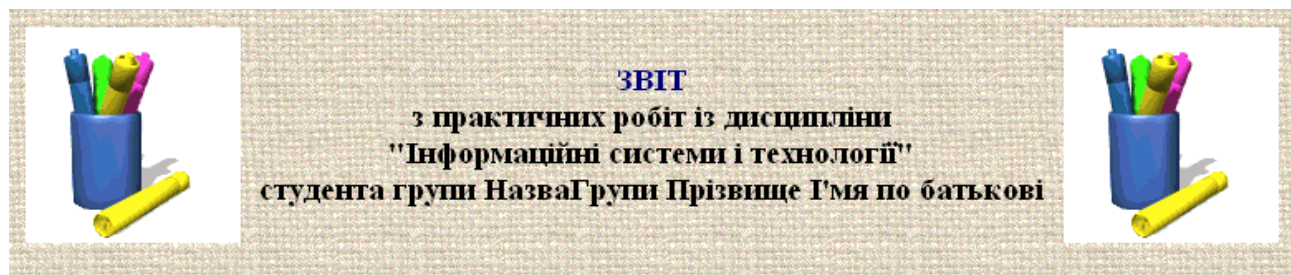 ЗВІТ
з практичних робіт із дисципліни
"Інформаційні системи і технології"
студента групи НазваГрупи Прізвище І'мя по батькові